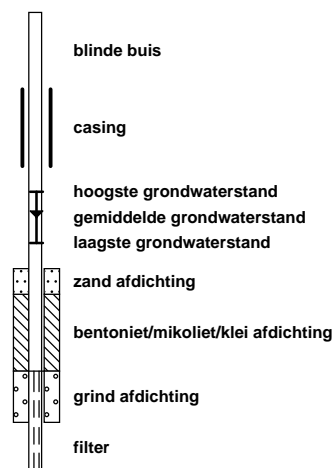 blinde buis
casing
hoogste grondwaterstand
gemiddelde grondwaterstand
laagste grondwaterstand
zand afdichting
bentoniet/mikoliet/klei afdichting
grind afdichting
filter